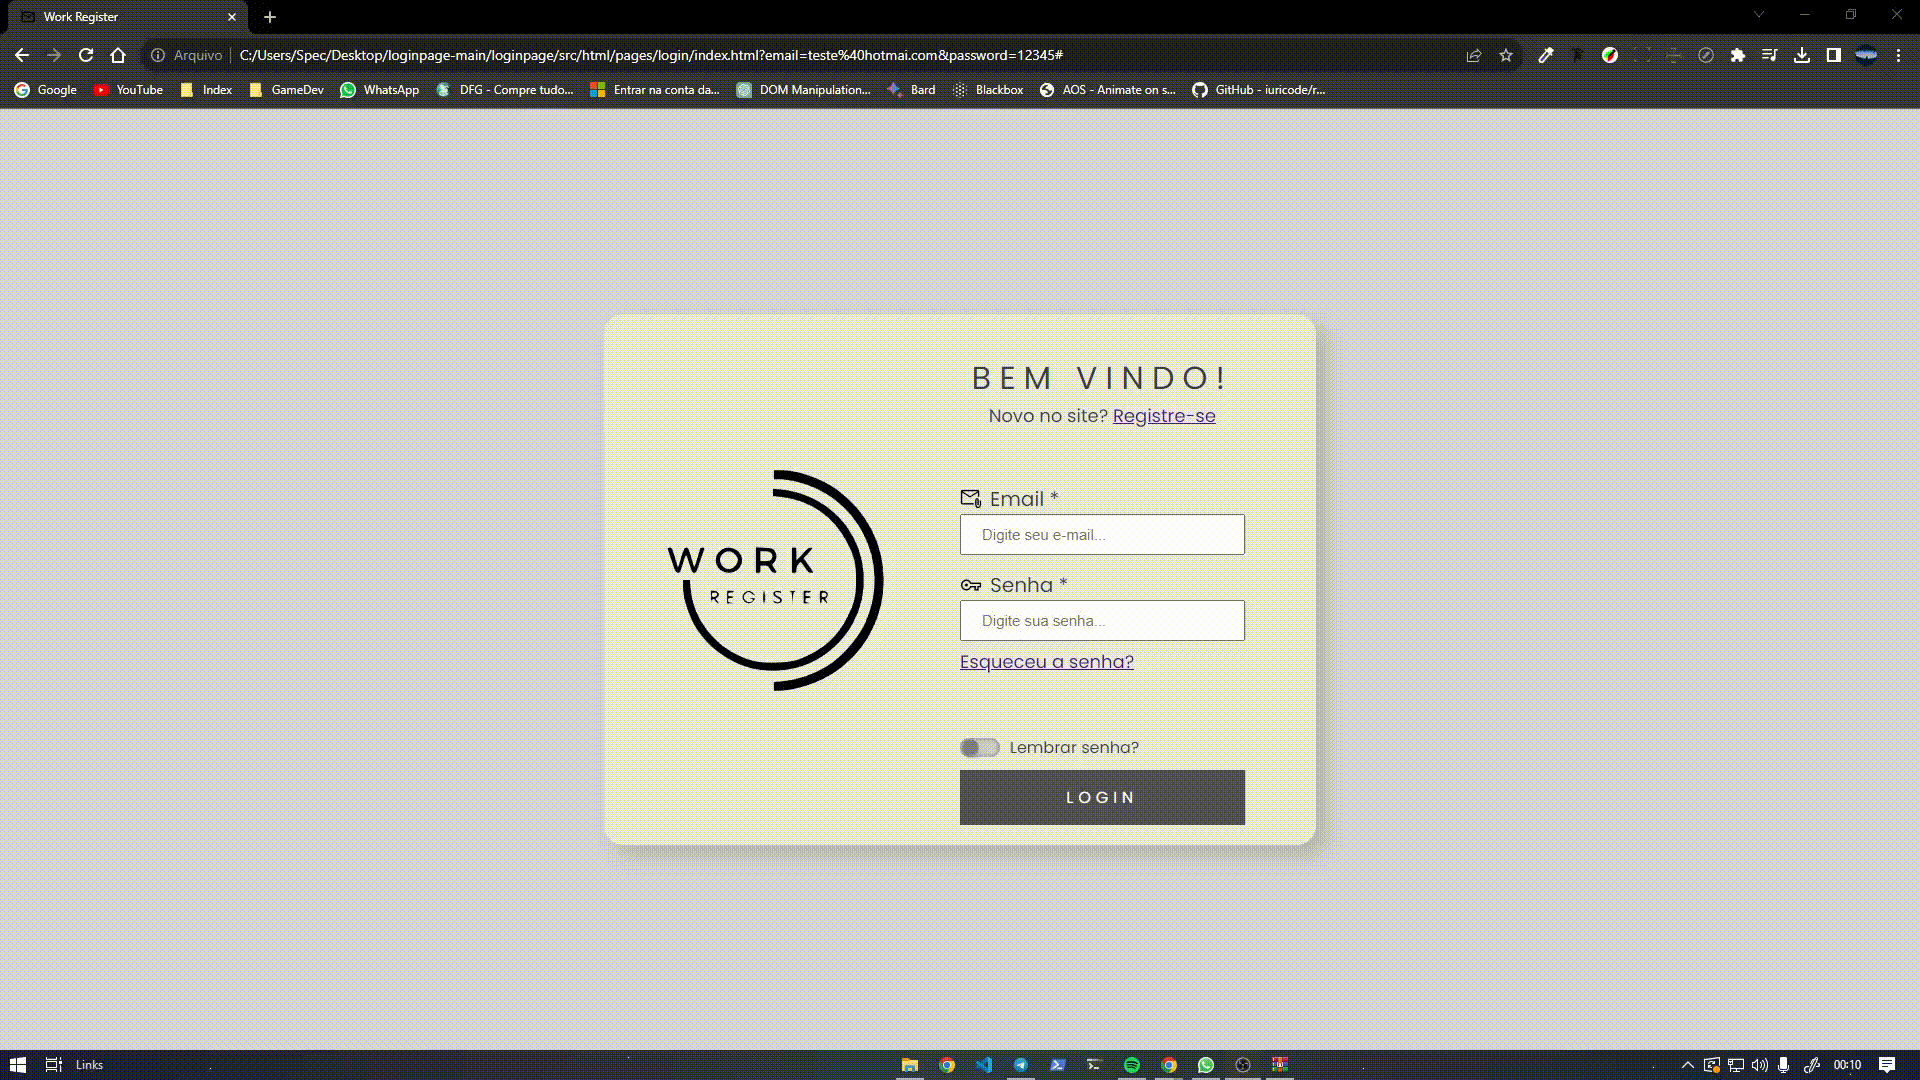 Work Register
Arquivo C:/Users/Spec/Desktop/loginpage-main/loginpage/src/html/pages/login/index.html?email=teste%40hotmai.com&password=12345#
Google YouTube Index GameDev WhatsApp DFG - Compre tudo... Entrar na conta da... DOM Manipulation... Bard Blackbox AOS - Animate on s... GitHub - iuricode/r...
BEM VINDO!
Novo no site? Registre-se
WORK
REGISTER
Email *
Digite seu e-mail...
Senha *
Digite sua senha...
Esqueceu a senha?
Lembrar senha?
LOGIN
Links
00:10